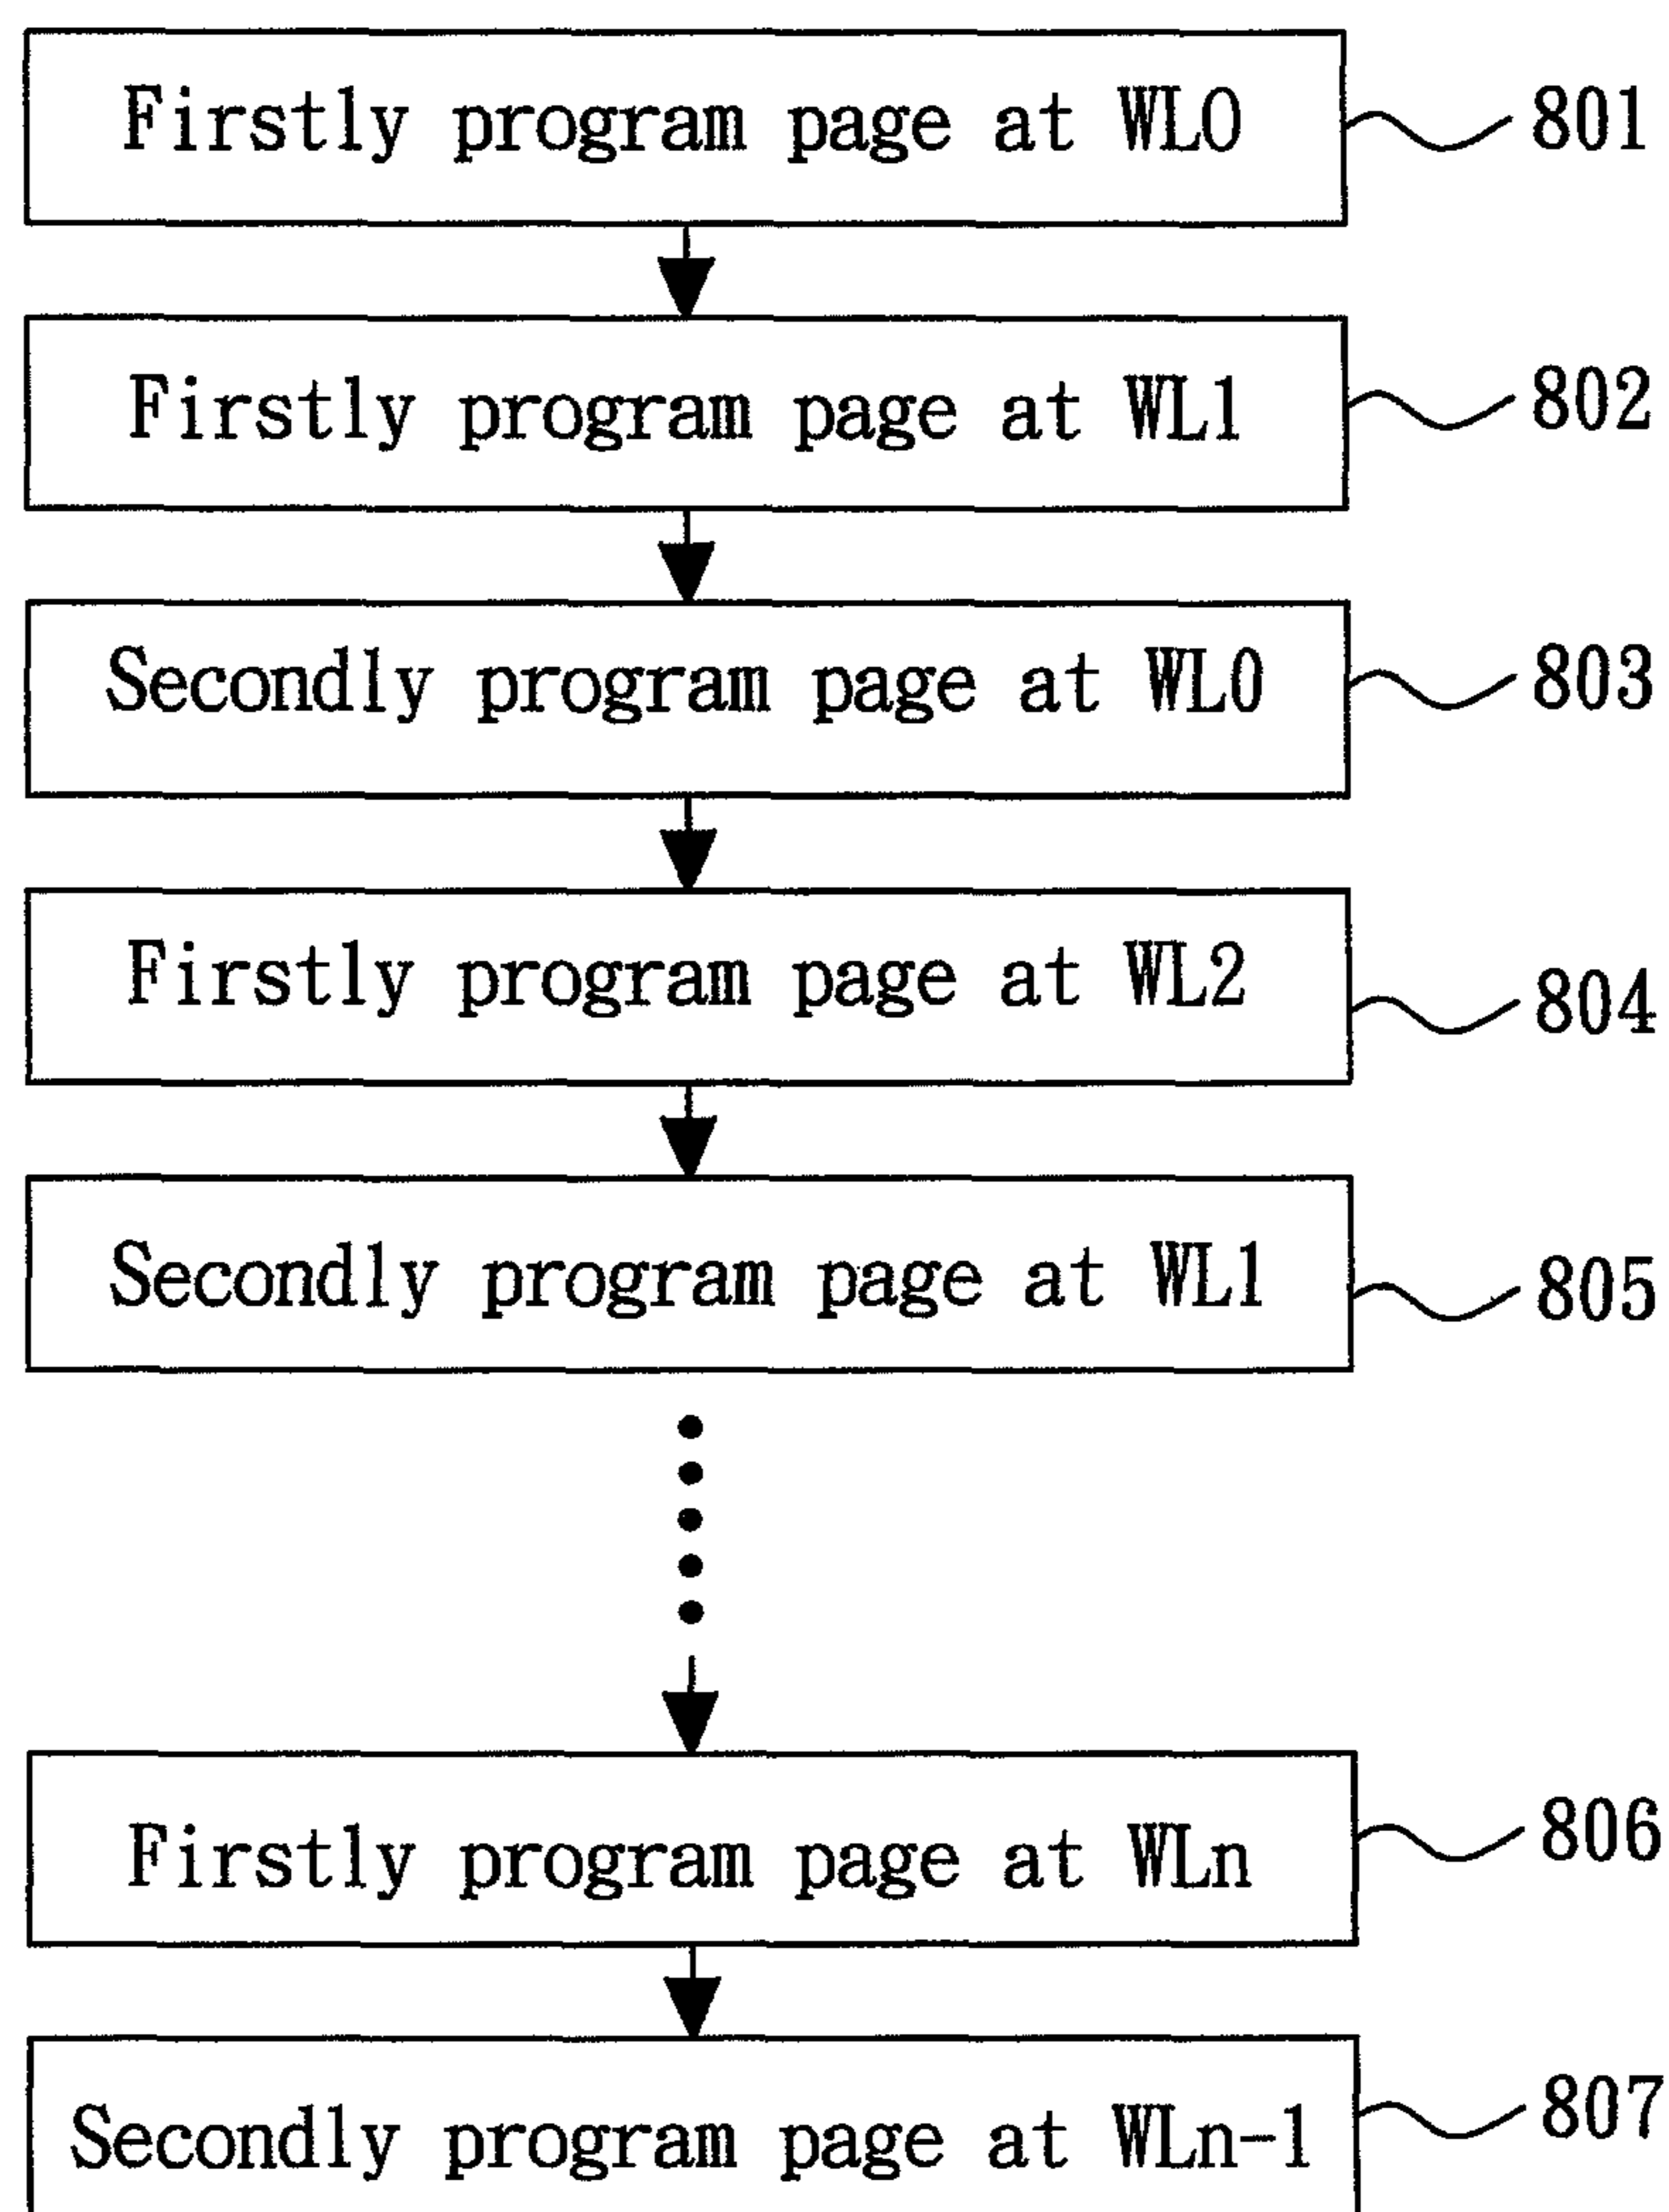 Firstly program page at WL0
801
Firstly program page at WL1
802
Secondly program page at WL0
803
Firstly program page at WL2
804
Secondly program page at WL1
805
Firstly program page at WLn
806
Secondly program page at WLn-1
807